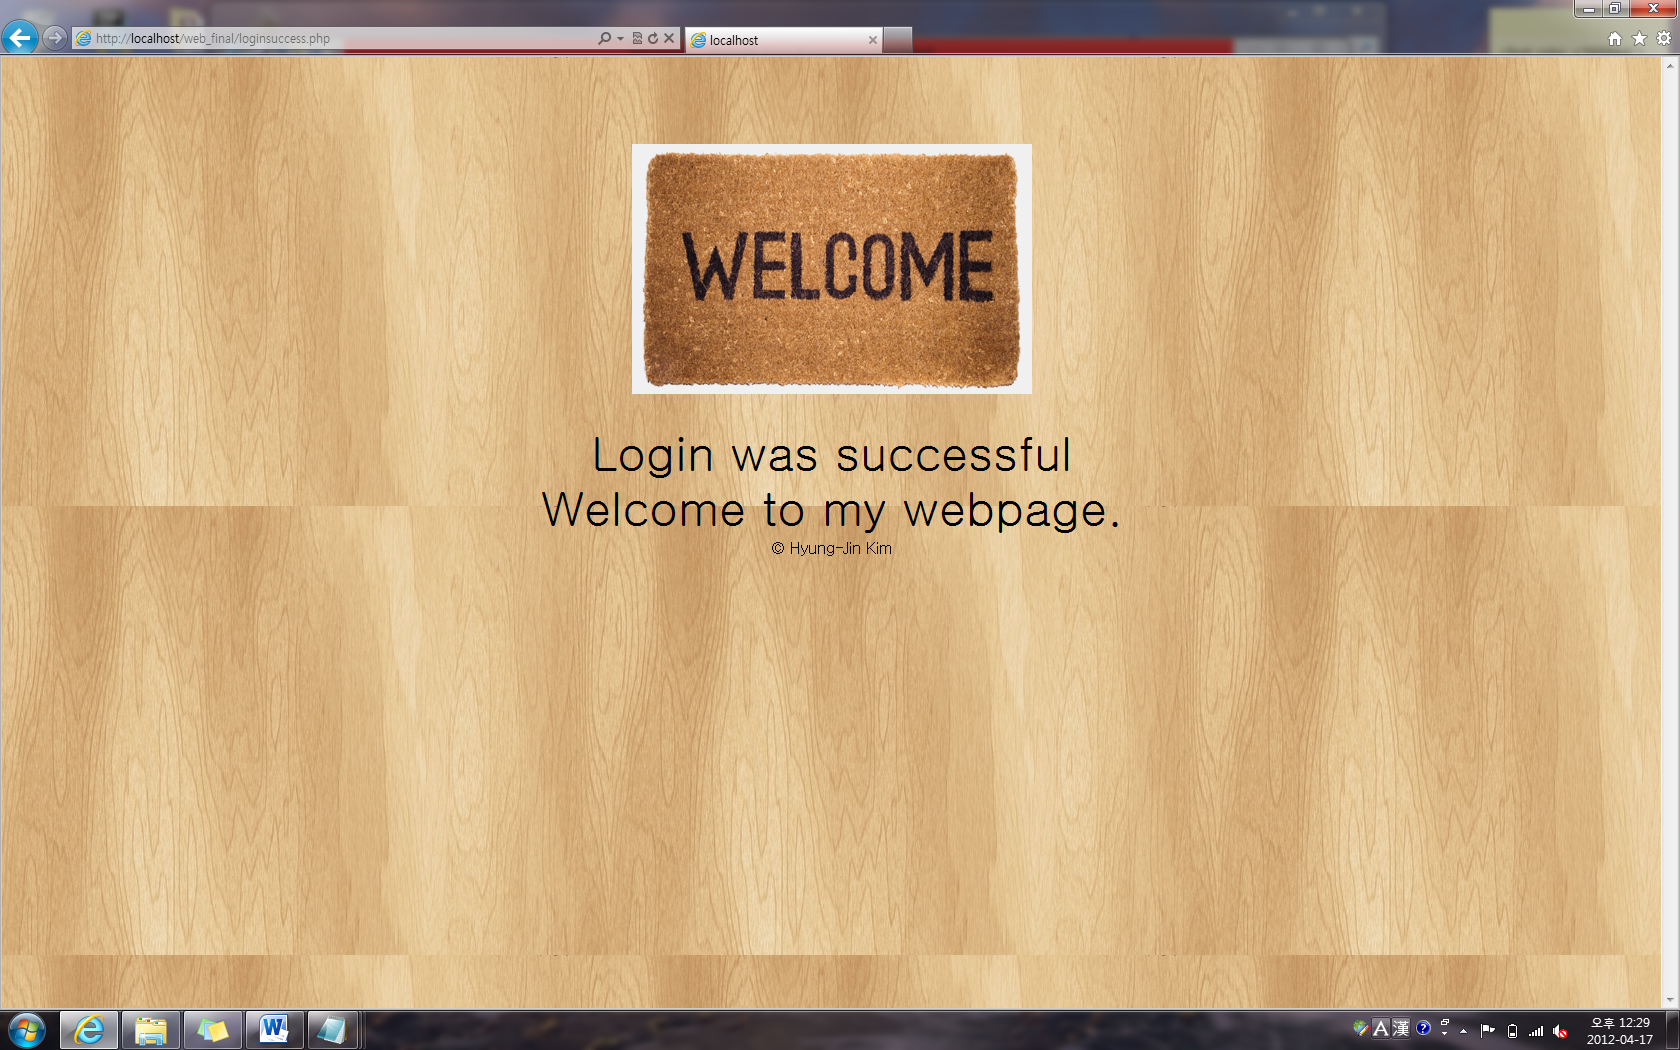 http://localhost/web_final/loginsuccess.php
localhost
WELCOME
Login was successful
Welcome to my webpage.
© Hyung-Jin Kim
A 漢
오후 12:29
2012-04-17